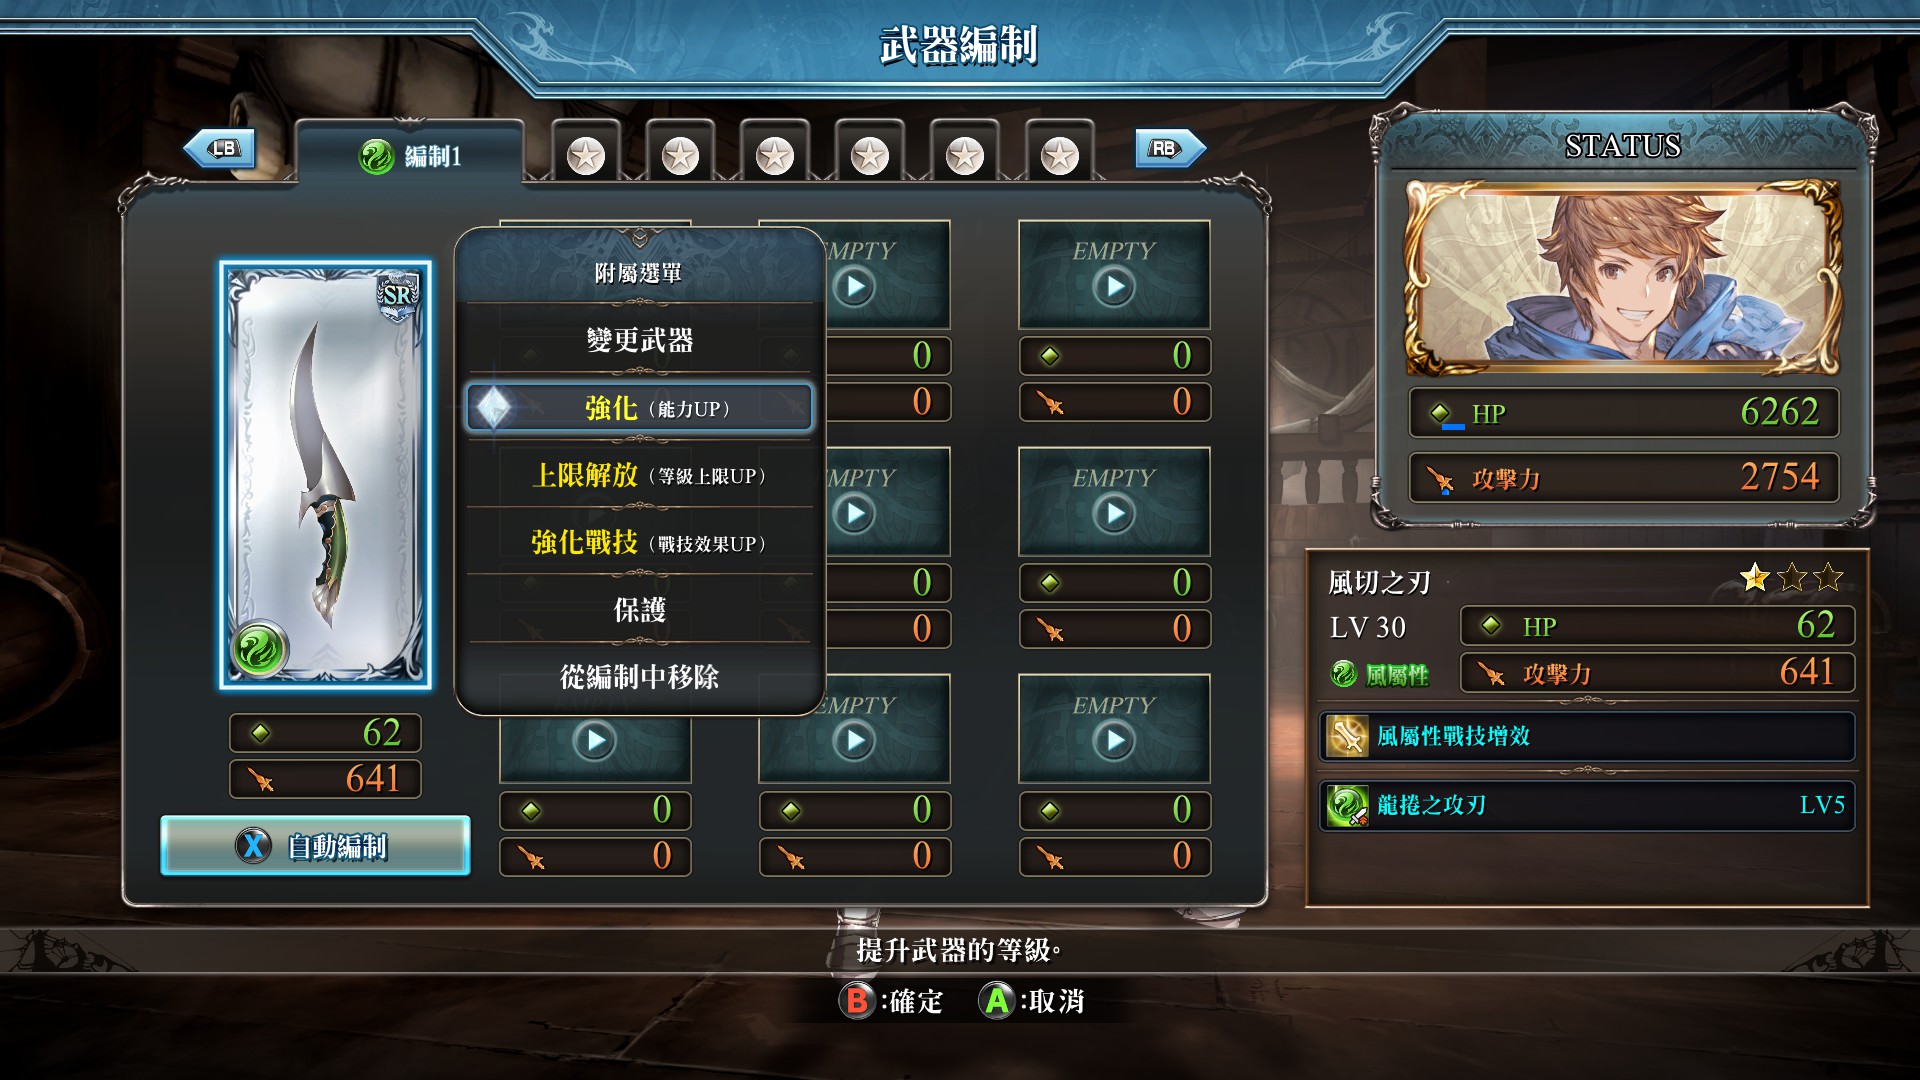 武器編制
LB
編制1
RB
STATUS
SR
附屬選單
變更武器
強化（能力UP）
上限解放（等級上限UP）
強化戰技（戰技效果UP）
保護
從編制中移除
EMPTY
EMPTY
0
0
0
0
EMPTY
EMPTY
0
0
0
0
EMPTY
EMPTY
62
641
0
0
0
0
0
0
X 自動編制
HP 6262
攻擊力 2754
風切之刃
LV 30
HP 62
風屬性
攻擊力 641
風屬性戰技增效
龍捲之攻刃 LV5
提升武器的等級。
B:確定 A:取消